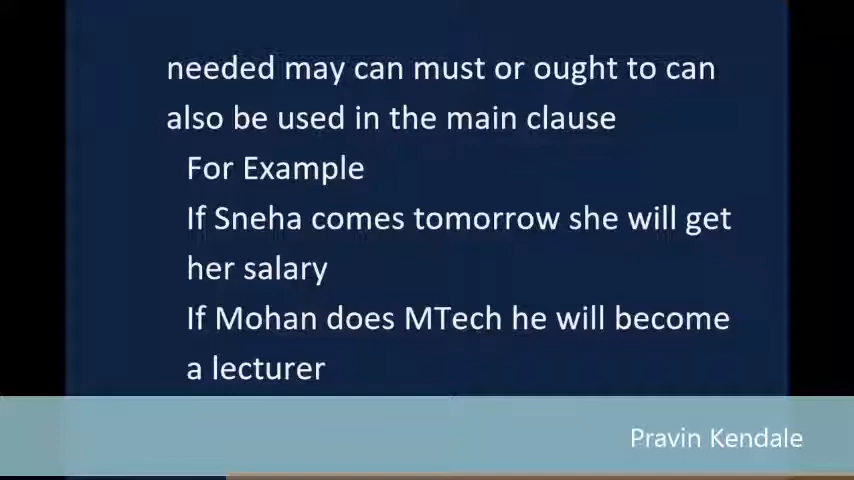 needed may can must or ought to can
also be used in the main clause
For Example
If Sneha comes tomorrow she will get
her salary
If Mohan does MTech he will become
a lecturer
Pravin Kendale